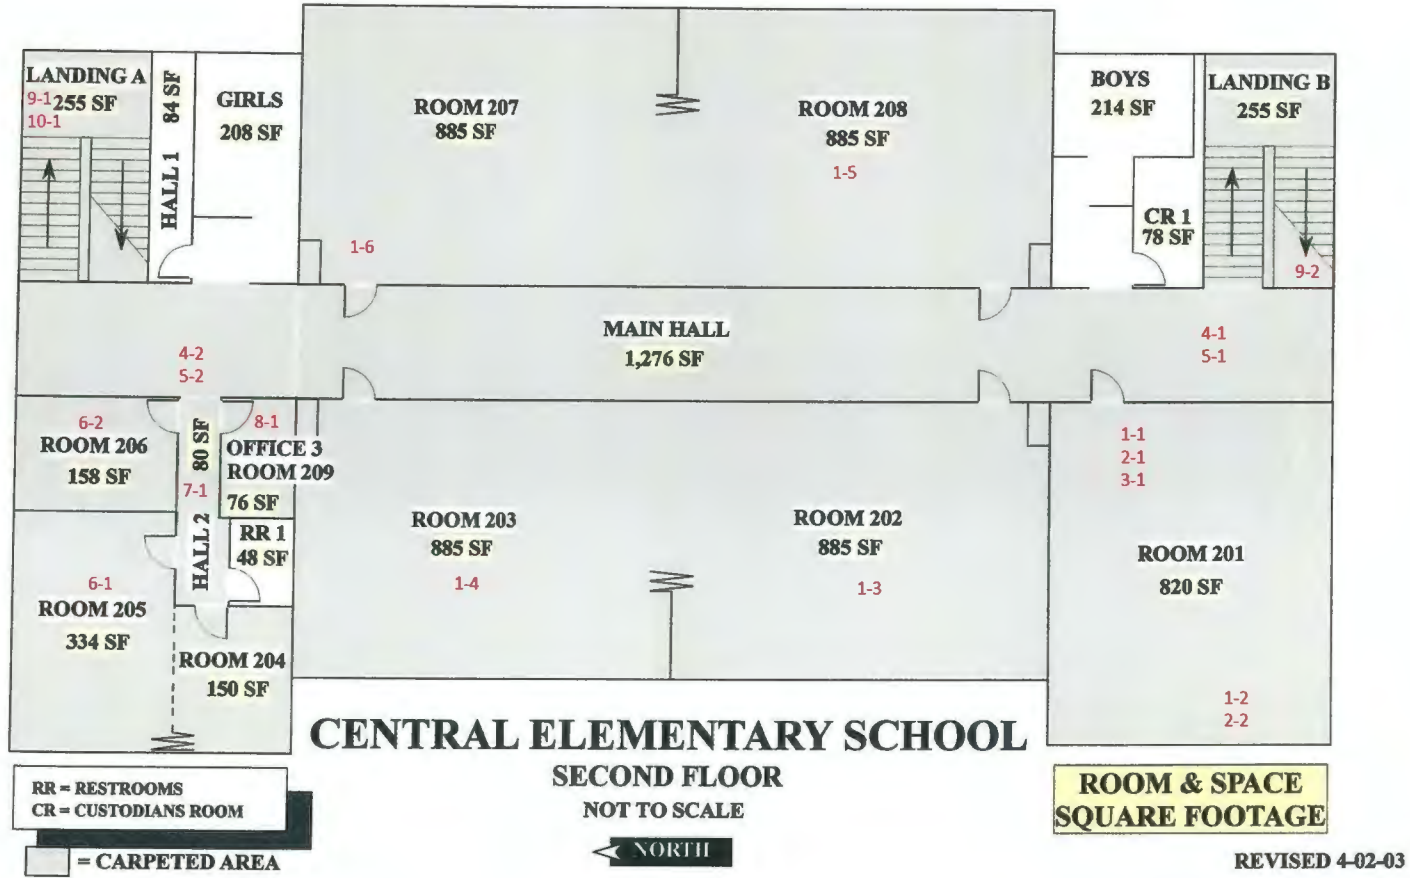 LANDING A
9-1 255 SF
10-1
HALL 1 84 SF
GIRLS
208 SF
ROOM 207
885 SF
1-6
ROOM 208
885 SF
1-5
BOYS
214 SF
CR 1
78 SF
LANDING B
255 SF
9-2
MAIN HALL
1,276 SF
4-2
5-2
4-1
5-1
6-2
ROOM 206
158 SF
HALL 2 80 SF
7-1
8-1
OFFICE 3
ROOM 209
76 SF
RR 1
48 SF
6-1
ROOM 205
334 SF
ROOM 204
150 SF
ROOM 203
885 SF
1-4
ROOM 202
885 SF
1-3
1-1
2-1
3-1
ROOM 201
820 SF
1-2
2-2
CENTRAL ELEMENTARY SCHOOL
SECOND FLOOR
NOT TO SCALE
NORTH
RR = RESTROOMS
CR = CUSTODIANS ROOM
= CARPETED AREA
ROOM & SPACE
SQUARE FOOTAGE
REVISED 4-02-03